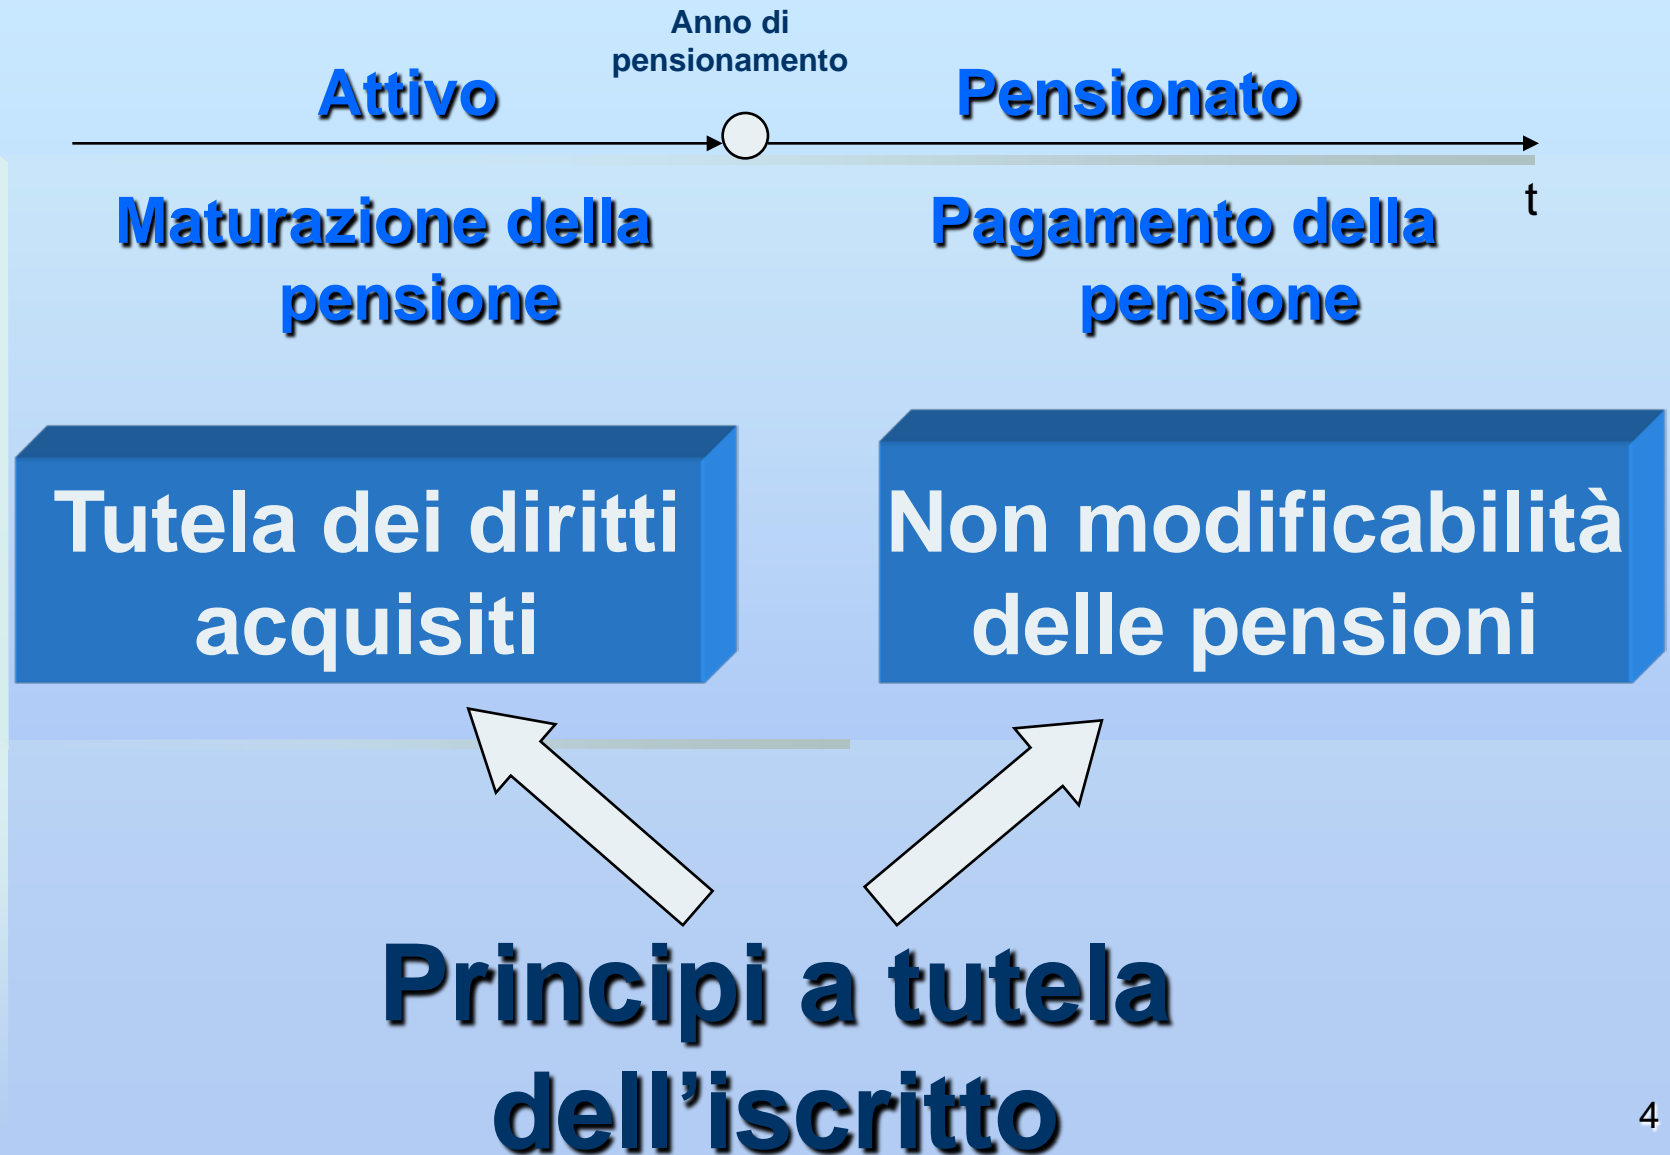 Anno di
pensionamento
Attivo
Pensionato
t
Maturazione della
pensione
Pagamento della
pensione
Tutela dei diritti
acquisiti
Non modificabilità
delle pensioni
Principi a tutela
dell’iscritto
4